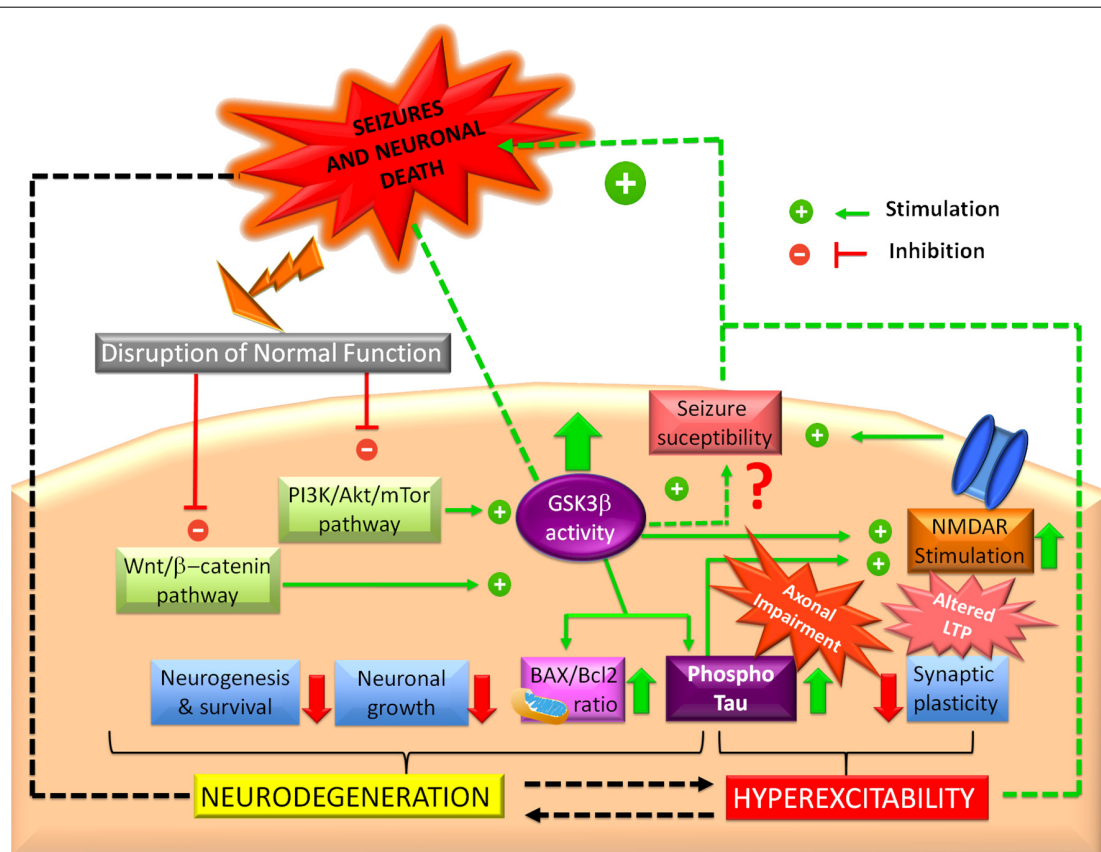 SEIZURES
AND NEURONAL
DEATH
+
+ Stimulation
− Inhibition
Disruption of Normal Function
Seizure
suceptibility
+
−
PI3K/Akt/mTor
pathway
+
GSK3β
activity
+
?
−
Wnt/β–catenin
pathway
+
+
+
NMDAR
Stimulation
Axonal
Impairment
Altered
LTP
Neurogenesis
& survival
Neuronal
growth
BAX/Bcl2
ratio
Phospho
Tau
Synaptic
plasticity
NEURODEGENERATION
HYPEREXCITABILITY